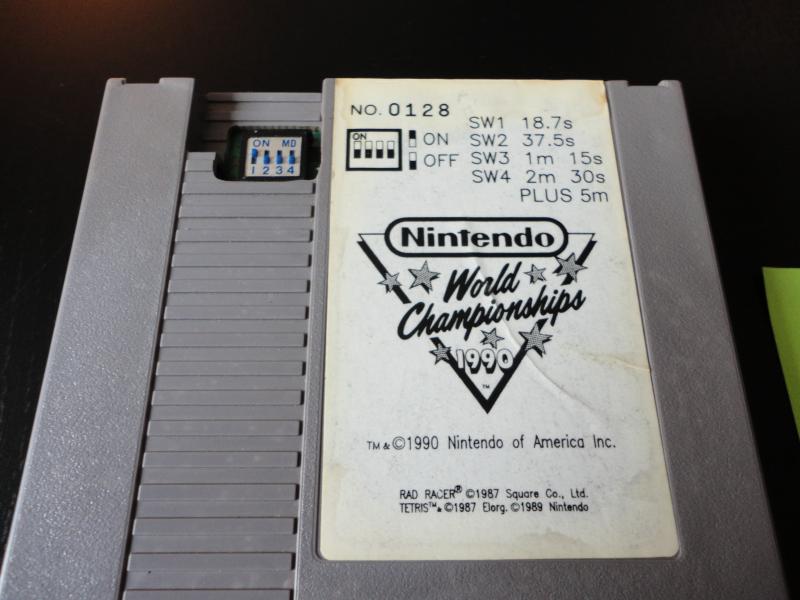 ON MD
1 2 3 4
NO. 0128
ON
ON
OFF
SW1 18.7s
SW2 37.5s
SW3 1m 15s
SW4 2m 30s
PLUS 5m
Nintendo
World
Championships
1990
TM
TM & ©1990 Nintendo of America Inc.
RAD RACER® ©1987 Square Co., Ltd.
TETRIS™& ©1987 Elorg. ©1989 Nintendo